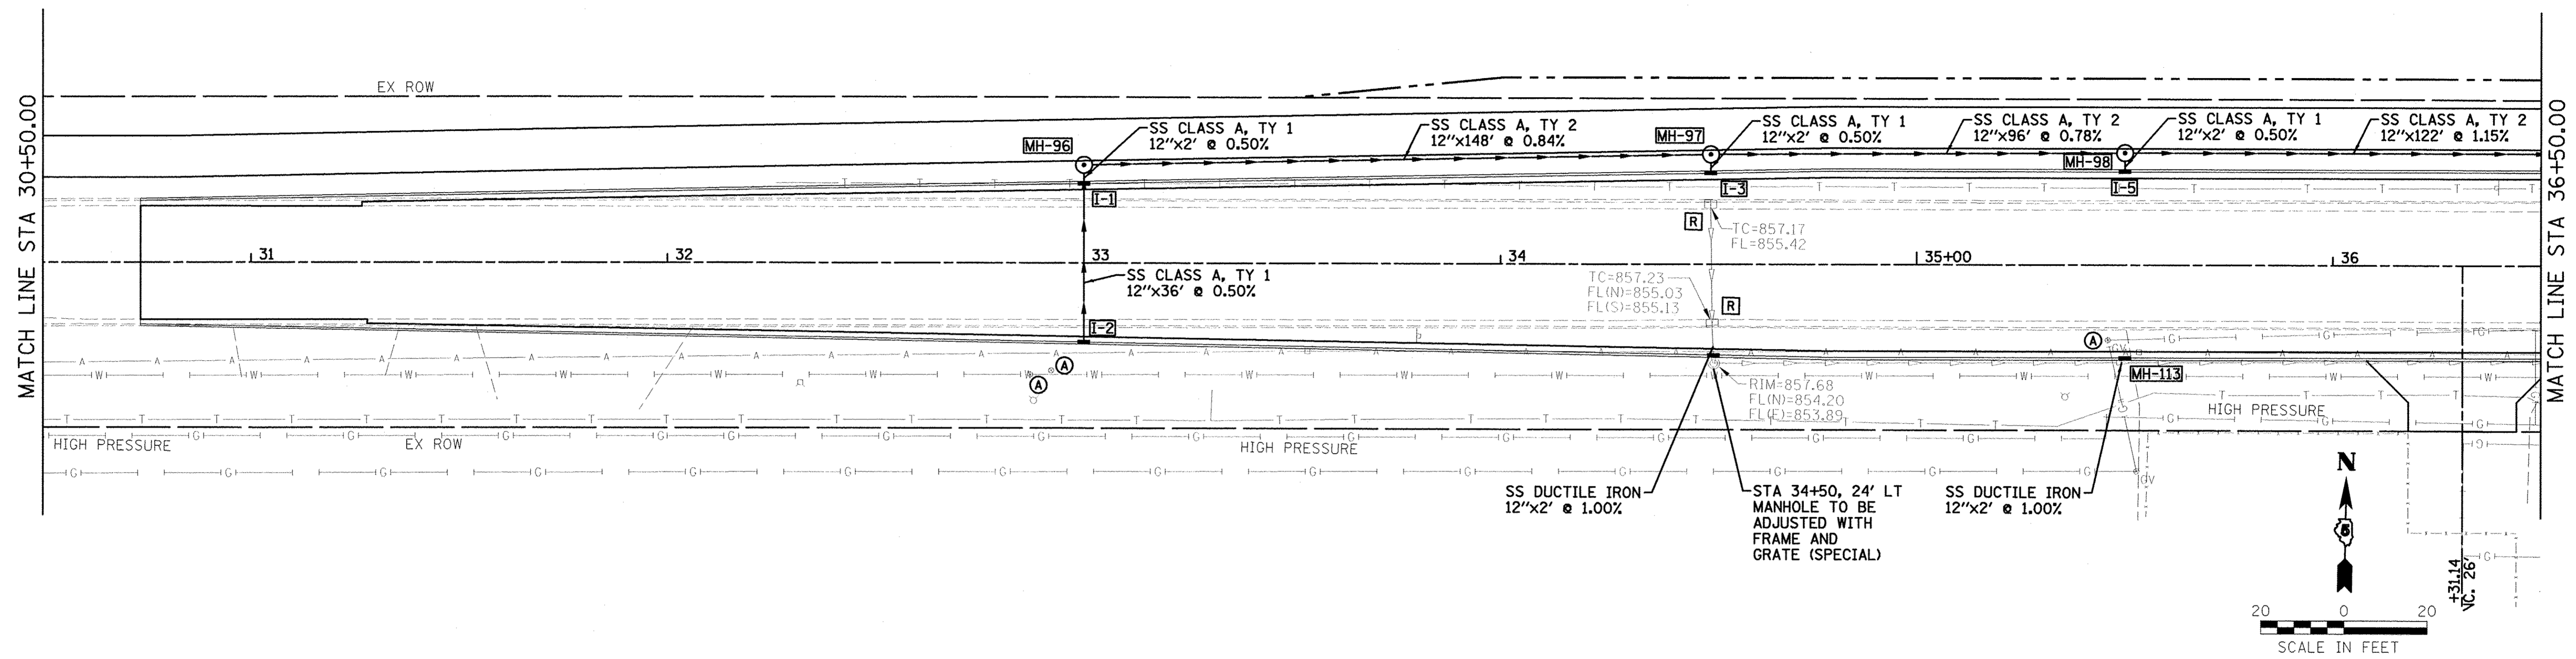 MATCH LINE STA 30+50.00
EX ROW
MH-96
SS CLASS A, TY 1
12"x2' @ 0.50%
SS CLASS A, TY 2
12"x148' @ 0.84%
MH-97
SS CLASS A, TY 1
12"x2' @ 0.50%
SS CLASS A, TY 2
12"x96' @ 0.78%
MH-98
SS CLASS A, TY 1
12"x2' @ 0.50%
SS CLASS A, TY 2
12"x122' @ 1.15%
MATCH LINE STA 36+50.00
I-1
I-3
I-5
R
TC=857.17
FL=855.42
31
32
33
34
35+00
36
SS CLASS A, TY 1
12"x36' @ 0.50%
TC=857.23
FL(N)=855.03
FL(S)=855.13
R
I-2
A
A
A
GV
MH-113
RIM=857.68
FL(N)=854.20
FL(E)=853.89
HIGH PRESSURE
HIGH PRESSURE
EX ROW
HIGH PRESSURE
GV
SS DUCTILE IRON
12"x2' @ 1.00%
STA 34+50, 24' LT
MANHOLE TO BE
ADJUSTED WITH
FRAME AND
GRATE (SPECIAL)
SS DUCTILE IRON
12"x2' @ 1.00%
N
5
+31.14
26'
20 0 20
SCALE IN FEET